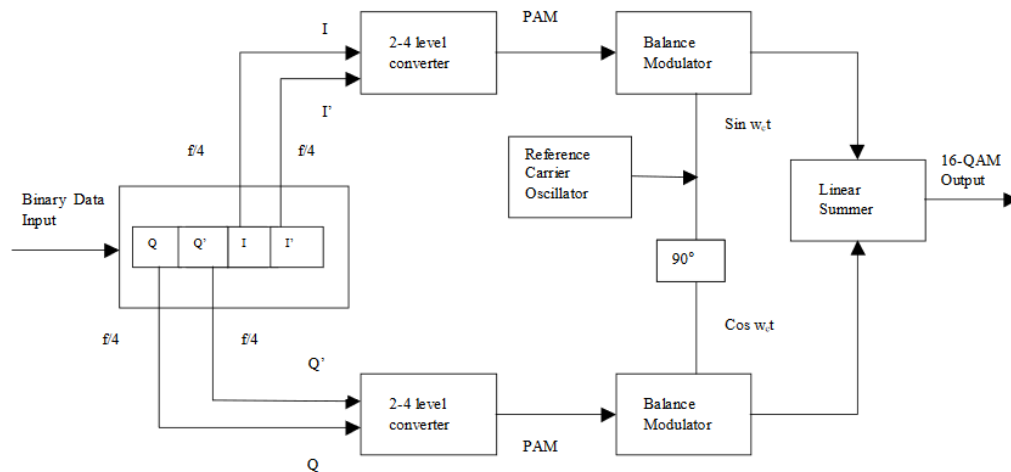 I
PAM
2-4 level
converter
Balance
Modulator
I’
Sin wct
f/4
f/4
Reference
Carrier
Oscillator
16-QAM
Output
Linear
Summer
Binary Data
Input
Q
Q’
I
I’
90°
f/4
f/4
Cos wct
Q’
2-4 level
converter
Balance
Modulator
PAM
Q